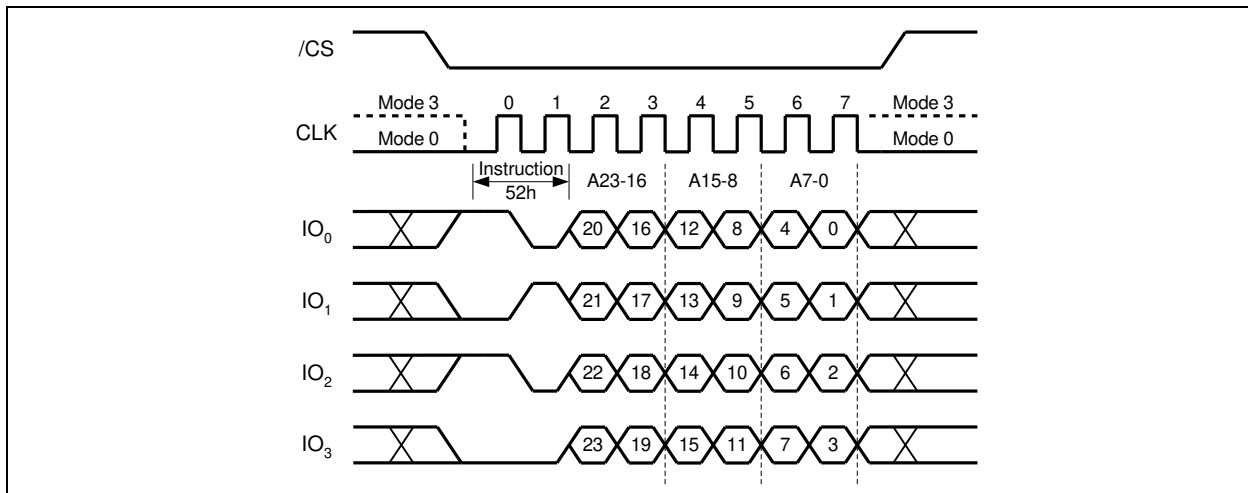 /CS
Mode 3 0 1 2 3 4 5 6 7 Mode 3
CLK
Mode 0 Mode 0
Instruction A23-16 A15-8 A7-0
52h
IO0 20 16 12 8 4 0
IO1 21 17 13 9 5 1
IO2 22 18 14 10 6 2
IO3 23 19 15 11 7 3